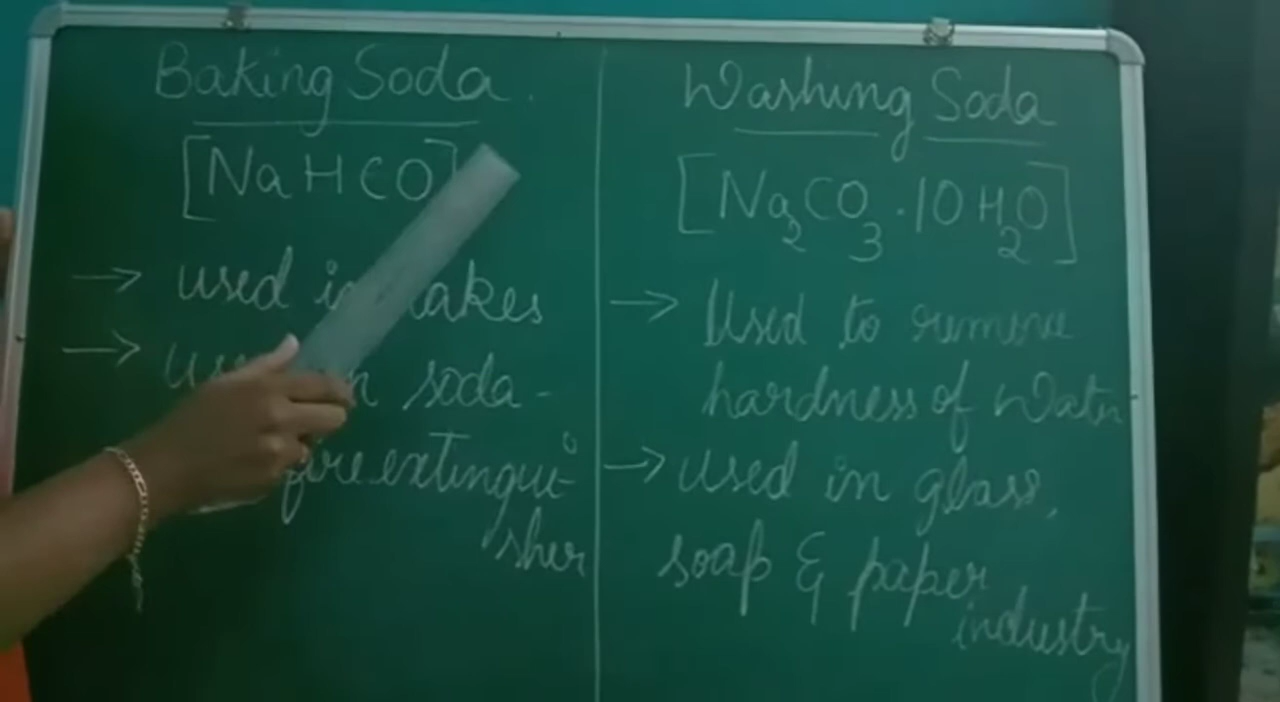 Baking Soda.
[NaHCO]
→ used in akes
→ soda-
fire extingui-
sher
Washing Soda
[Na₂CO₃.10H₂O]
→ Used to remove
hardness of Water
→ used in glass,
soap & paper
industry